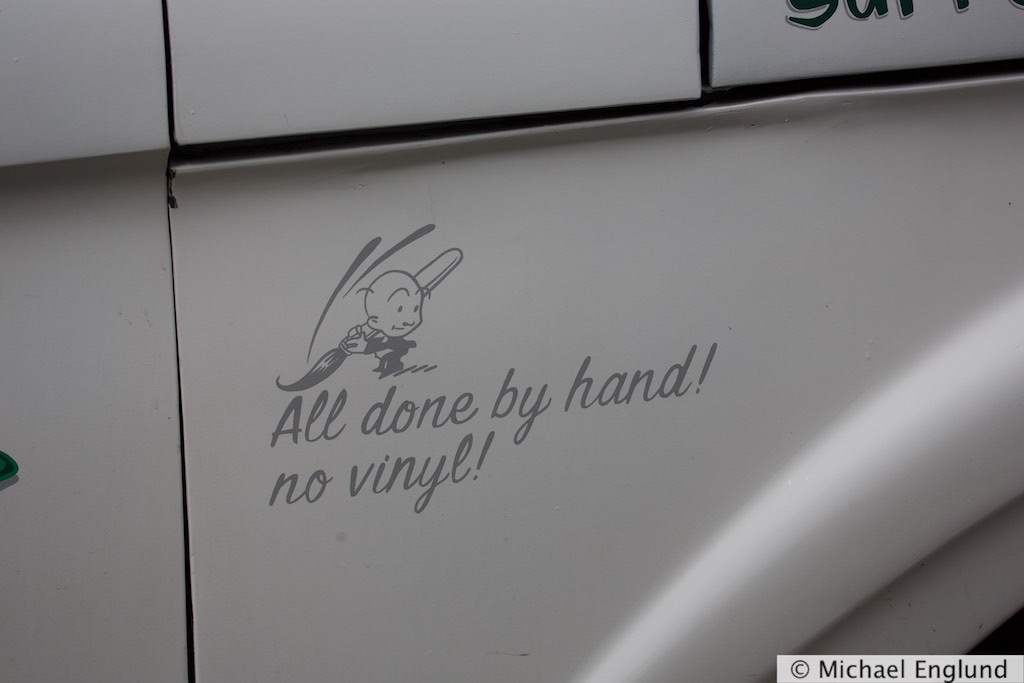 All done by hand!
no vinyl!
© Michael Englund